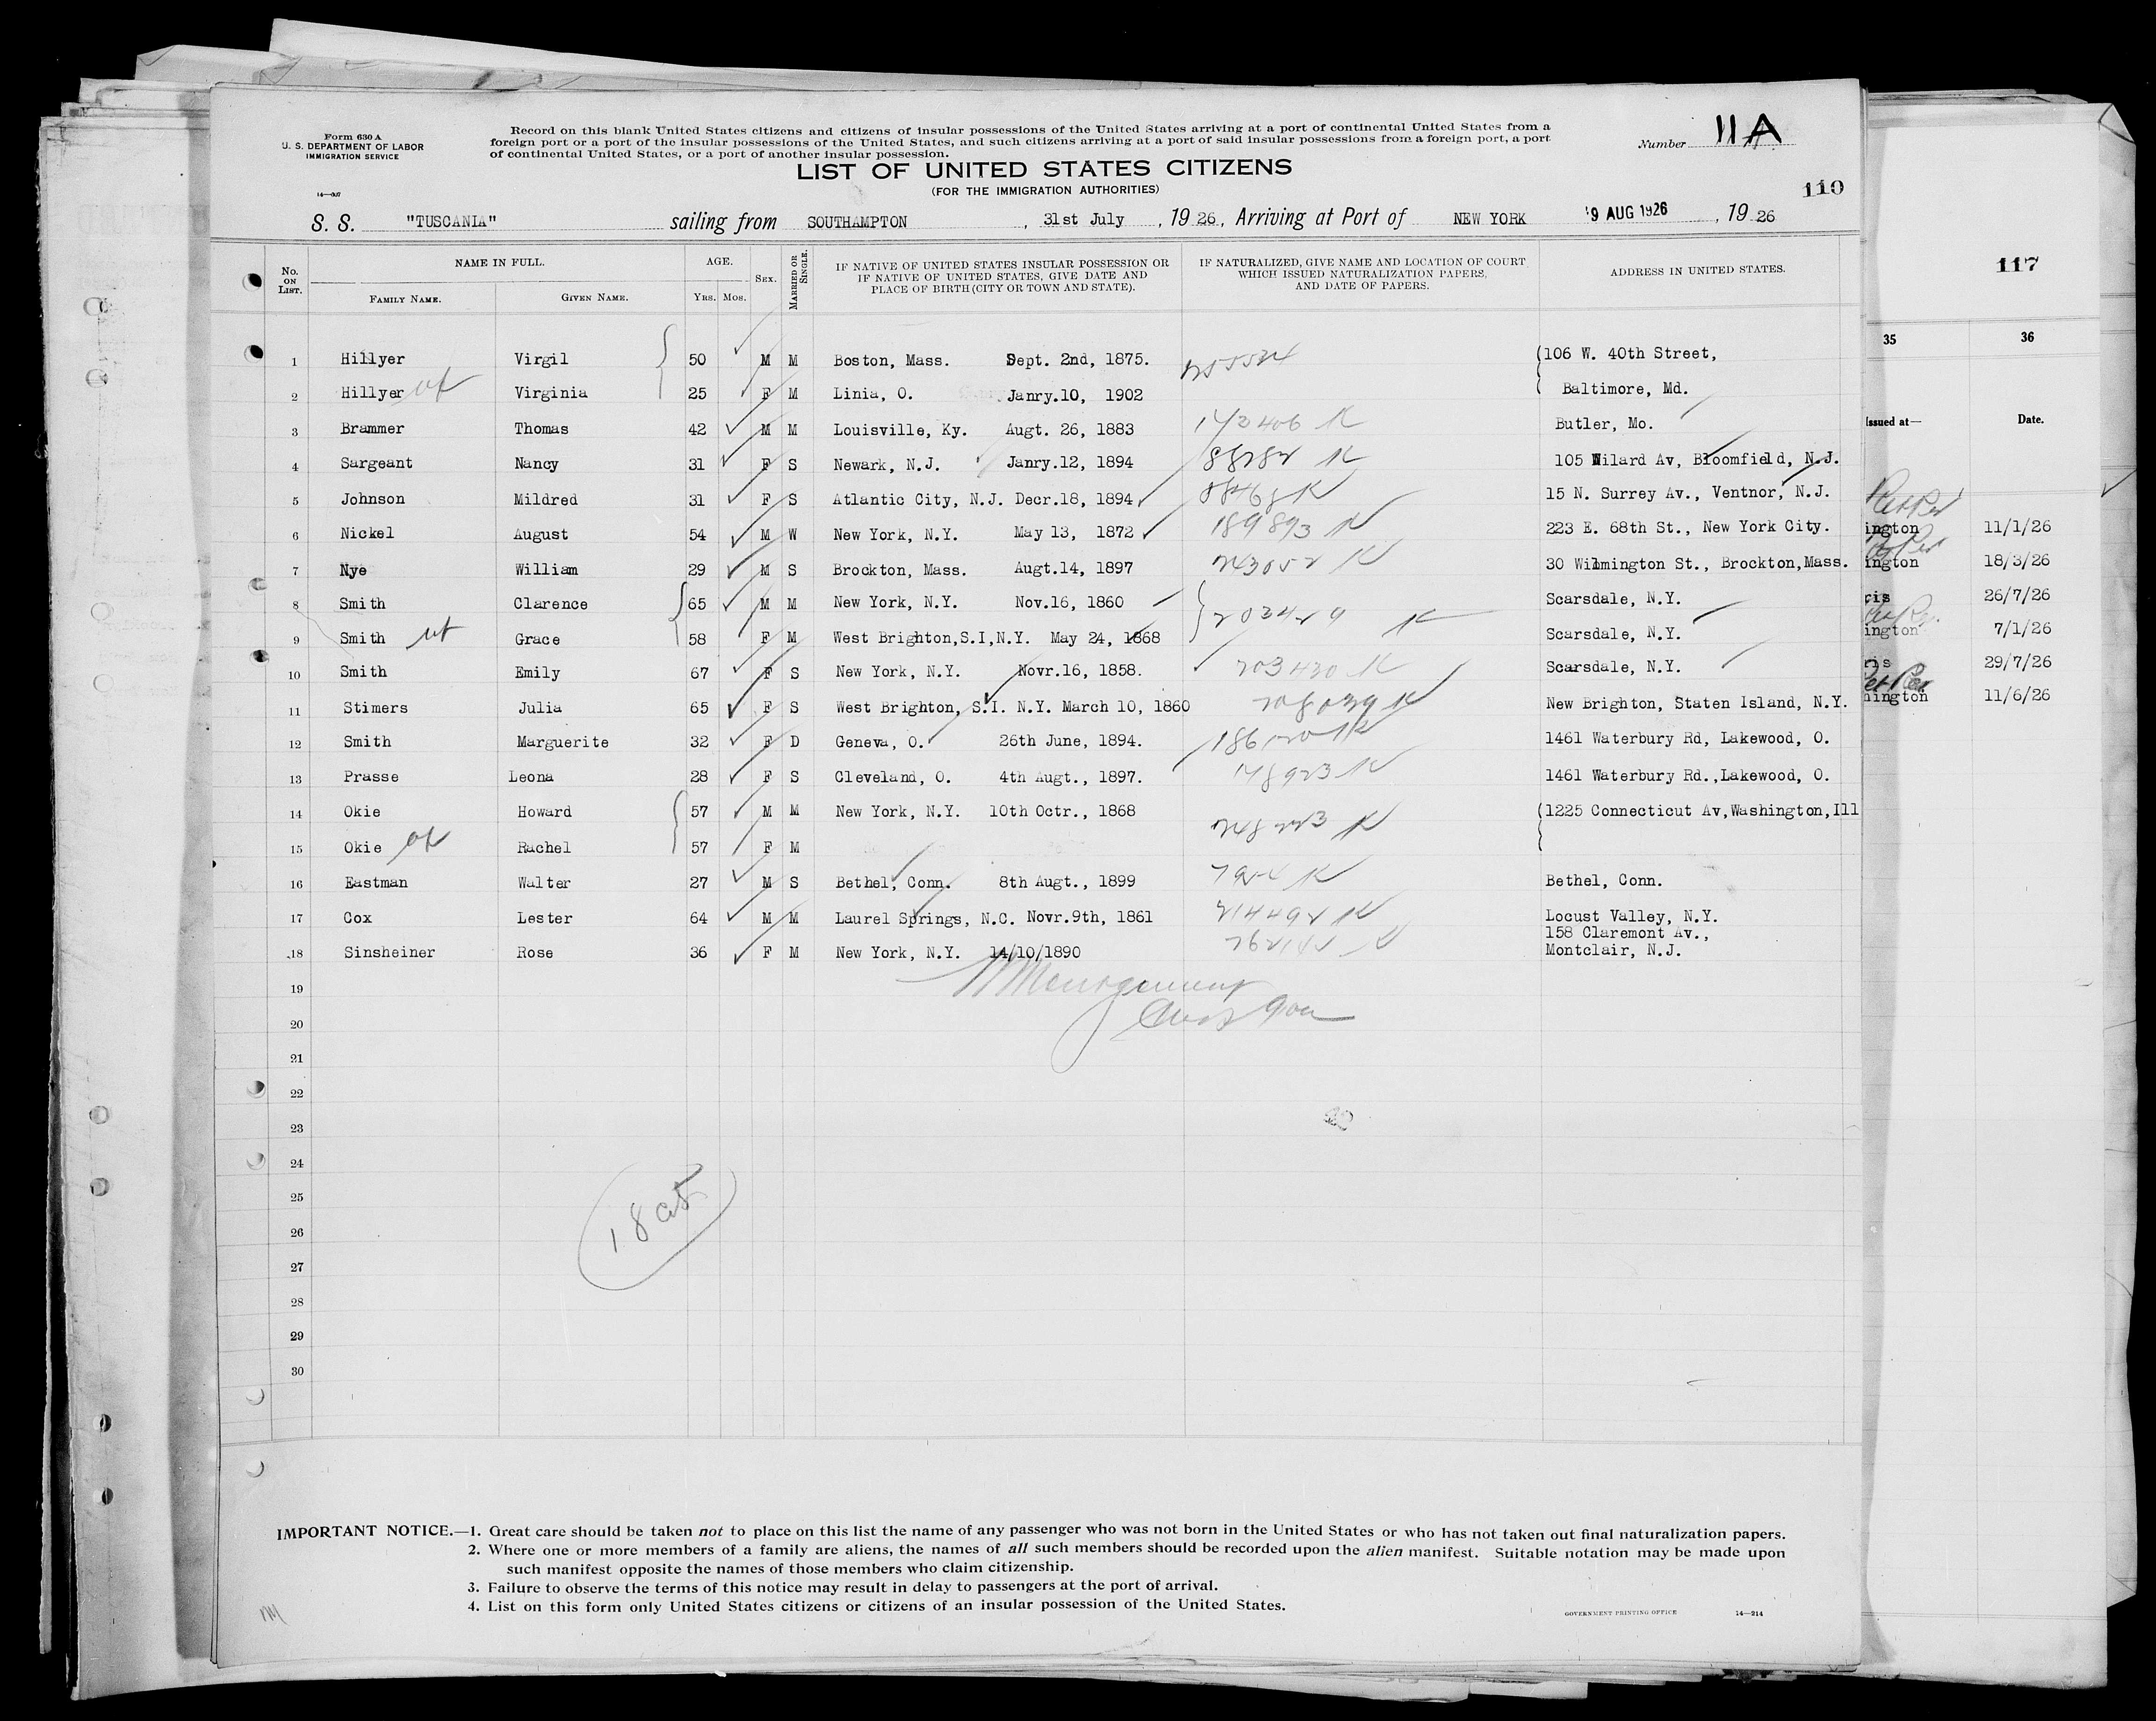 Form 630 A
U. S. DEPARTMENT OF LABOR
IMMIGRATION SERVICE
14—607
Record on this blank United States citizens and citizens of insular possessions of the United States arriving at a port of continental United States from a
foreign port or a port of the insular possessions of the United States, and such citizens arriving at a port of said insular possessions from a foreign port, a port
of continental United States, or a port of another insular possession.
Number 11A
LIST OF UNITED STATES CITIZENS
(FOR THE IMMIGRATION AUTHORITIES)
110
S. S. "TUSCANIA" sailing from SOUTHAMPTON, 31st July, 1926, Arriving at Port of NEW YORK 9 AUG 1926, 1926
No. ON LIST. NAME IN FULL. AGE. SEX. MARRIED OR SINGLE. IF NATIVE OF UNITED STATES INSULAR POSSESSION OR IF NATIVE OF UNITED STATES, GIVE DATE AND PLACE OF BIRTH (CITY OR TOWN AND STATE). IF NATURALIZED, GIVE NAME AND LOCATION OF COURT WHICH ISSUED NATURALIZATION PAPERS, AND DATE OF PAPERS. ADDRESS IN UNITED STATES.
FAMILY NAME. GIVEN NAME. YRS. MOS.
1 Hillyer Virgil 50 M M Boston, Mass. Sept. 2nd, 1875. 106 W. 40th Street,
2 Hillyer Virginia 25 F M Linia, O. Janry.10, 1902 Baltimore, Md.
3 Brammer Thomas 42 M M Louisville, Ky. Augt. 26, 1883 142406 K Butler, Mo.
4 Sargeant Nancy 31 F S Newark, N.J. Janry.12, 1894 105 Wilard Av, Bloomfield, N.J.
5 Johnson Mildred 31 F S Atlantic City, N.J. Decr.18, 1894 15 N. Surrey Av., Ventnor, N.J.
6 Nickel August 54 M W New York, N.Y. May 13, 1872 189893 K 223 E. 68th St., New York City.
7 Nye William 29 M S Brockton, Mass. Augt.14, 1897 243052 K 30 Wilmington St., Brockton,Mass.
8 Smith Clarence 65 M M New York, N.Y. Nov.16, 1860 Scarsdale, N.Y.
9 Smith Grace 58 F M West Brighton,S.I,N.Y. May 24, 1868 203429 K Scarsdale, N.Y.
10 Smith Emily 67 F S New York, N.Y. Novr.16, 1858. 203430 K Scarsdale, N.Y.
11 Stimers Julia 65 F S West Brighton, S.I. N.Y. March 10, 1860 New Brighton, Staten Island, N.Y.
12 Smith Marguerite 32 F D Geneva, O. 26th June, 1894. 1461 Waterbury Rd, Lakewood, O.
13 Prasse Leona 28 F S Cleveland, O. 4th Augt., 1897. 148923 K 1461 Waterbury Rd.,Lakewood, O.
14 Okie Howard 57 M M New York, N.Y. 10th Octr., 1868 1225 Connecticut Av,Washington,Ill
15 Okie Rachel 57 F M
16 Eastman Walter 27 M S Bethel, Conn. 8th Augt., 1899 Bethel, Conn.
17 Cox Lester 64 M M Laurel Springs, N.C. Novr.9th, 1861 214492 K Locust Valley, N.Y.
158 Claremont Av.,
18 Sinsheiner Rose 36 F M New York, N.Y. 14/10/1890 Montclair, N.J.
19
20
21
22
23
24
25
26
27
28
29
30
IMPORTANT NOTICE.—1. Great care should be taken not to place on this list the name of any passenger who was not born in the United States or who has not taken out final naturalization papers.
2. Where one or more members of a family are aliens, the names of all such members should be recorded upon the alien manifest. Suitable notation may be made upon
such manifest opposite the names of those members who claim citizenship.
3. Failure to observe the terms of this notice may result in delay to passengers at the port of arrival.
4. List on this form only United States citizens or citizens of an insular possession of the United States.
GOVERNMENT PRINTING OFFICE 14—214
117
35 36
Issued at— Date.
ington 11/1/26
ington 18/3/26
ris 26/7/26
ington 7/1/26
ris 29/7/26
hington 11/6/26